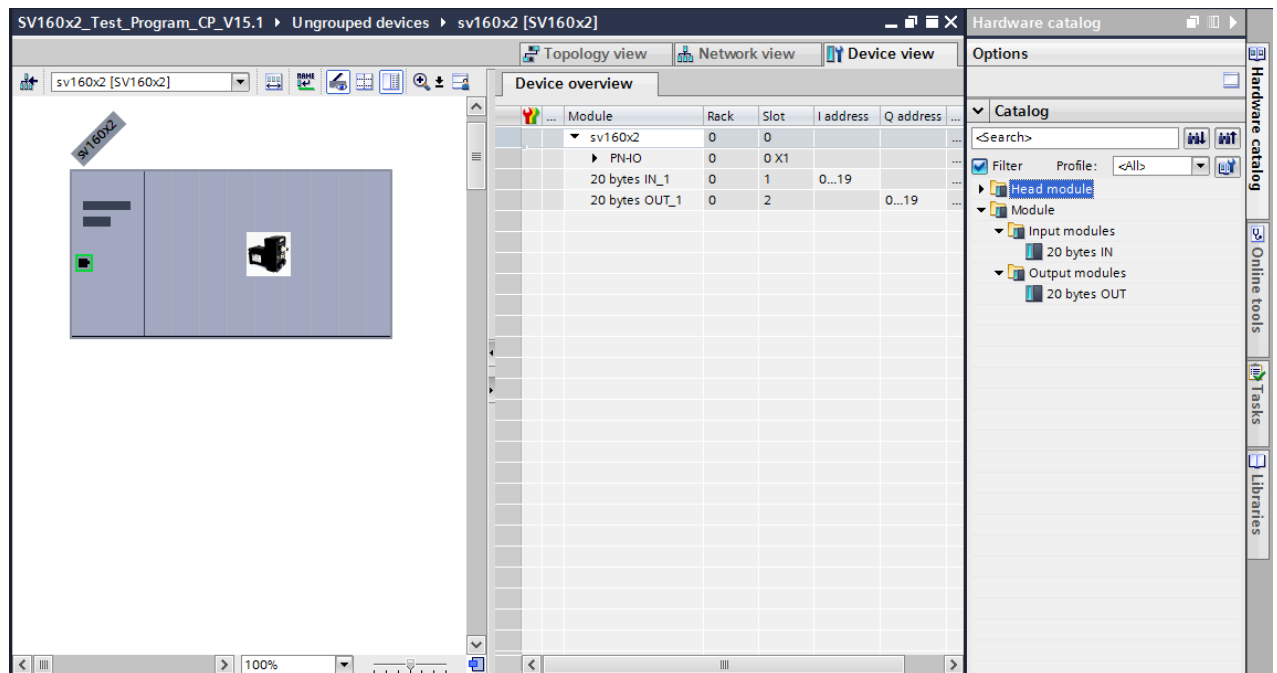 SV160x2_Test_Program_CP_V15.1 ▸ Ungrouped devices ▸ sv160x2 [SV160x2]
Topology view Network view Device view
sv160x2 [SV160x2]
sv160x2
100%
Device overview
... Module Rack Slot I address Q address ...
sv160x2 0 0 ...
PN-IO 0 0 X1 ...
20 bytes IN_1 0 1 0...19 ...
20 bytes OUT_1 0 2 0...19 ...
Hardware catalog
Options
Catalog
<Search>
Filter Profile: <All>
Head module
Module
Input modules
20 bytes IN
Output modules
20 bytes OUT
Hardware catalog
Online tools
Tasks
Libraries